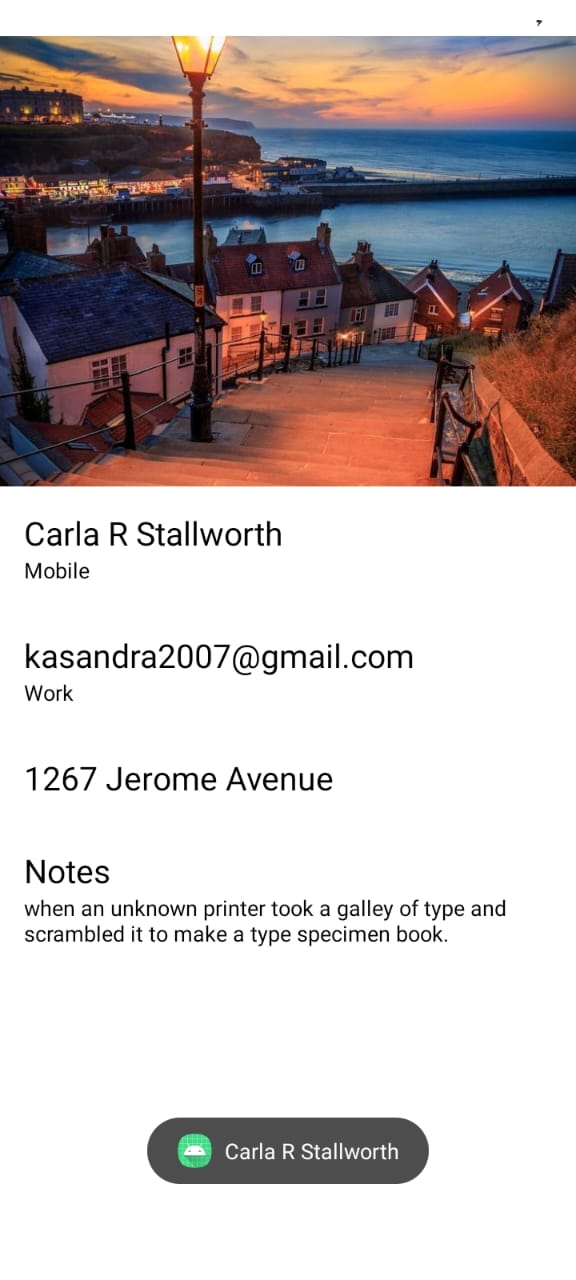 Carla R Stallworth
Mobile
kasandra2007@gmail.com
Work
1267 Jerome Avenue
Notes
when an unknown printer took a galley of type and
scrambled it to make a type specimen book.
Carla R Stallworth